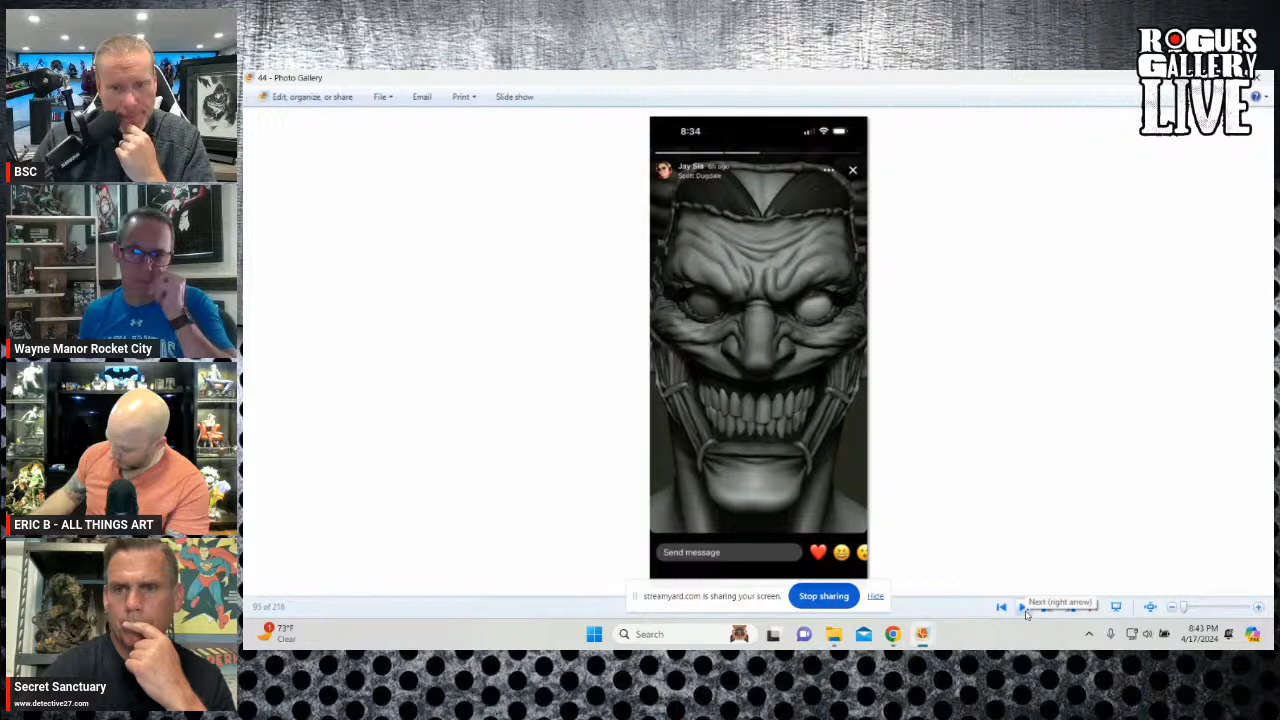 ROGUES
GALLERY
LIVE
44 - Photo Gallery
Edit, organize, or share
File
Email
Print
Slide show
8:34
Jay Sia 6h ago
Scott Dugdale
BSC
Wayne Manor Rocket City
ERIC B - ALL THINGS ART
Secret Sanctuary
www.detective27.com
Send message
streamyard.com is sharing your screen.
Stop sharing
Hide
95 of 216
Next (right arrow)
1
73°F
Clear
Search
8:43 PM
4/17/2024